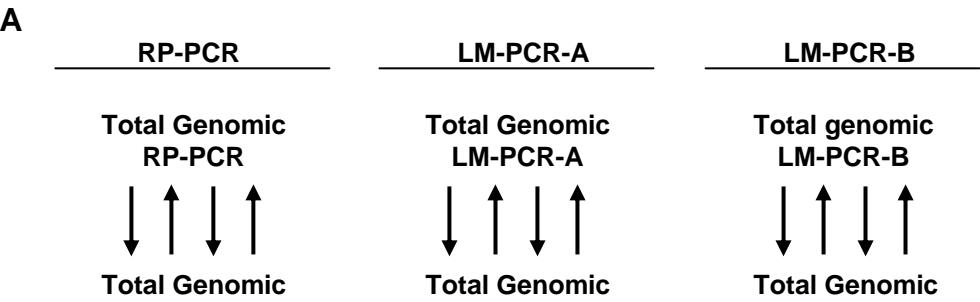 A
RP-PCR LM-PCR-A LM-PCR-B
Total Genomic Total Genomic Total genomic
RP-PCR LM-PCR-A LM-PCR-B
Total Genomic Total Genomic Total Genomic